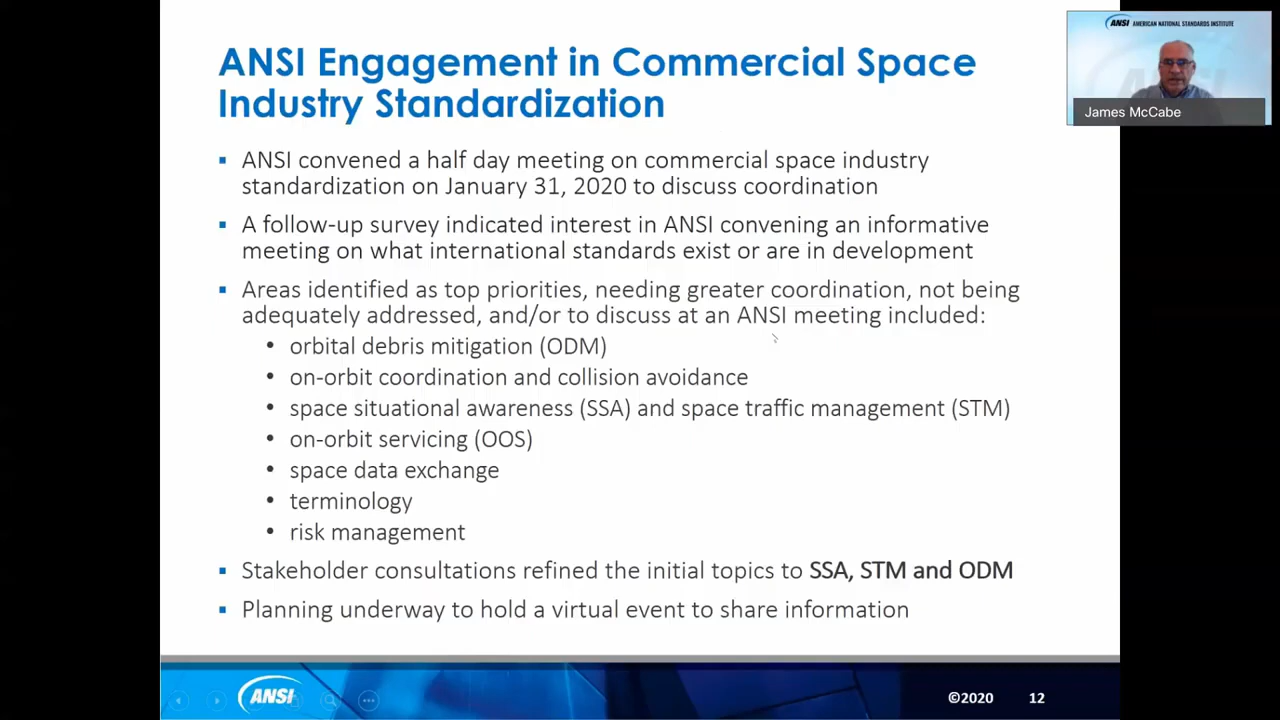 ANSI Engagement in Commercial Space
Industry Standardization
▪ ANSI convened a half day meeting on commercial space industry
standardization on January 31, 2020 to discuss coordination
▪ A follow-up survey indicated interest in ANSI convening an informative
meeting on what international standards exist or are in development
▪ Areas identified as top priorities, needing greater coordination, not being
adequately addressed, and/or to discuss at an ANSI meeting included:
• orbital debris mitigation (ODM)
• on-orbit coordination and collision avoidance
• space situational awareness (SSA) and space traffic management (STM)
• on-orbit servicing (OOS)
• space data exchange
• terminology
• risk management
▪ Stakeholder consultations refined the initial topics to SSA, STM and ODM
▪ Planning underway to hold a virtual event to share information
ANSI
©2020 12
ANSI AMERICAN NATIONAL STANDARDS INSTITUTE
James McCabe